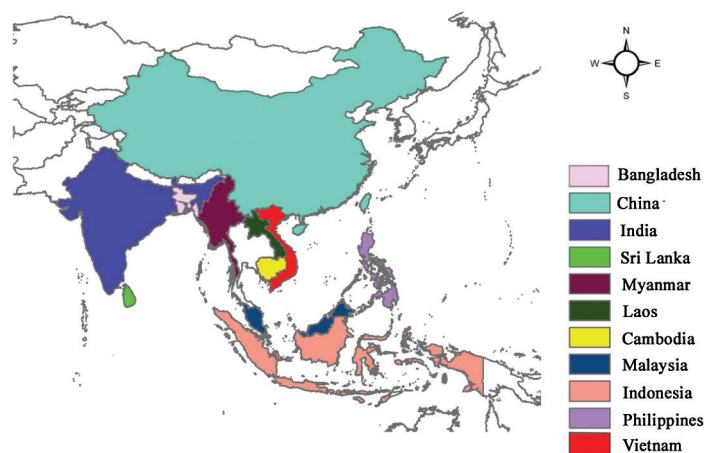 N
W E
S
Bangladesh
China
India
Sri Lanka
Myanmar
Laos
Cambodia
Malaysia
Indonesia
Philippines
Vietnam